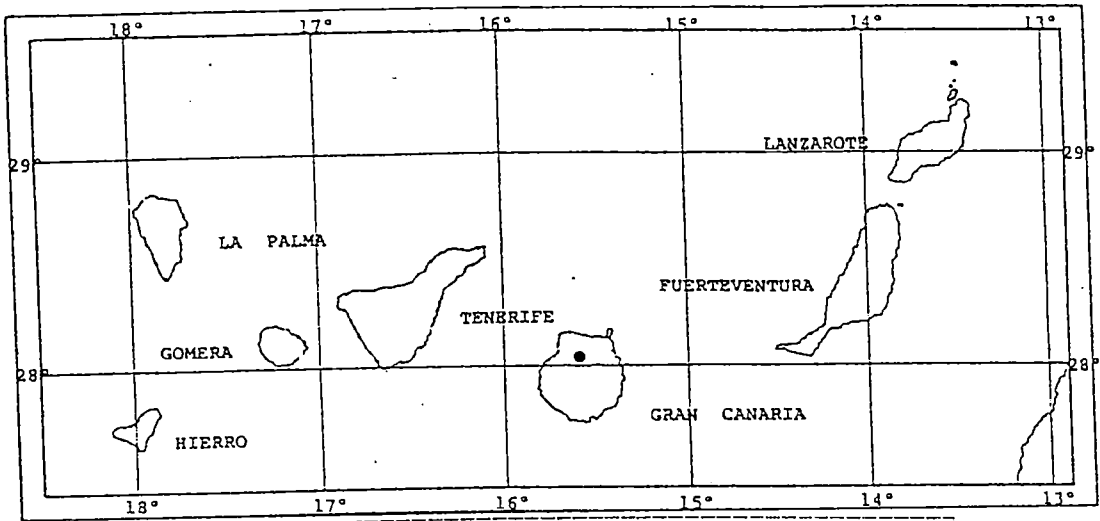 18° 17° 16° 15° 14° 13°
LANZAROTE
29° 29°
LA PALMA
FUERTEVENTURA
TENERIFE
GOMERA
28° 28°
GRAN CANARIA
HIERRO
18° 17° 16° 15° 14° 13°